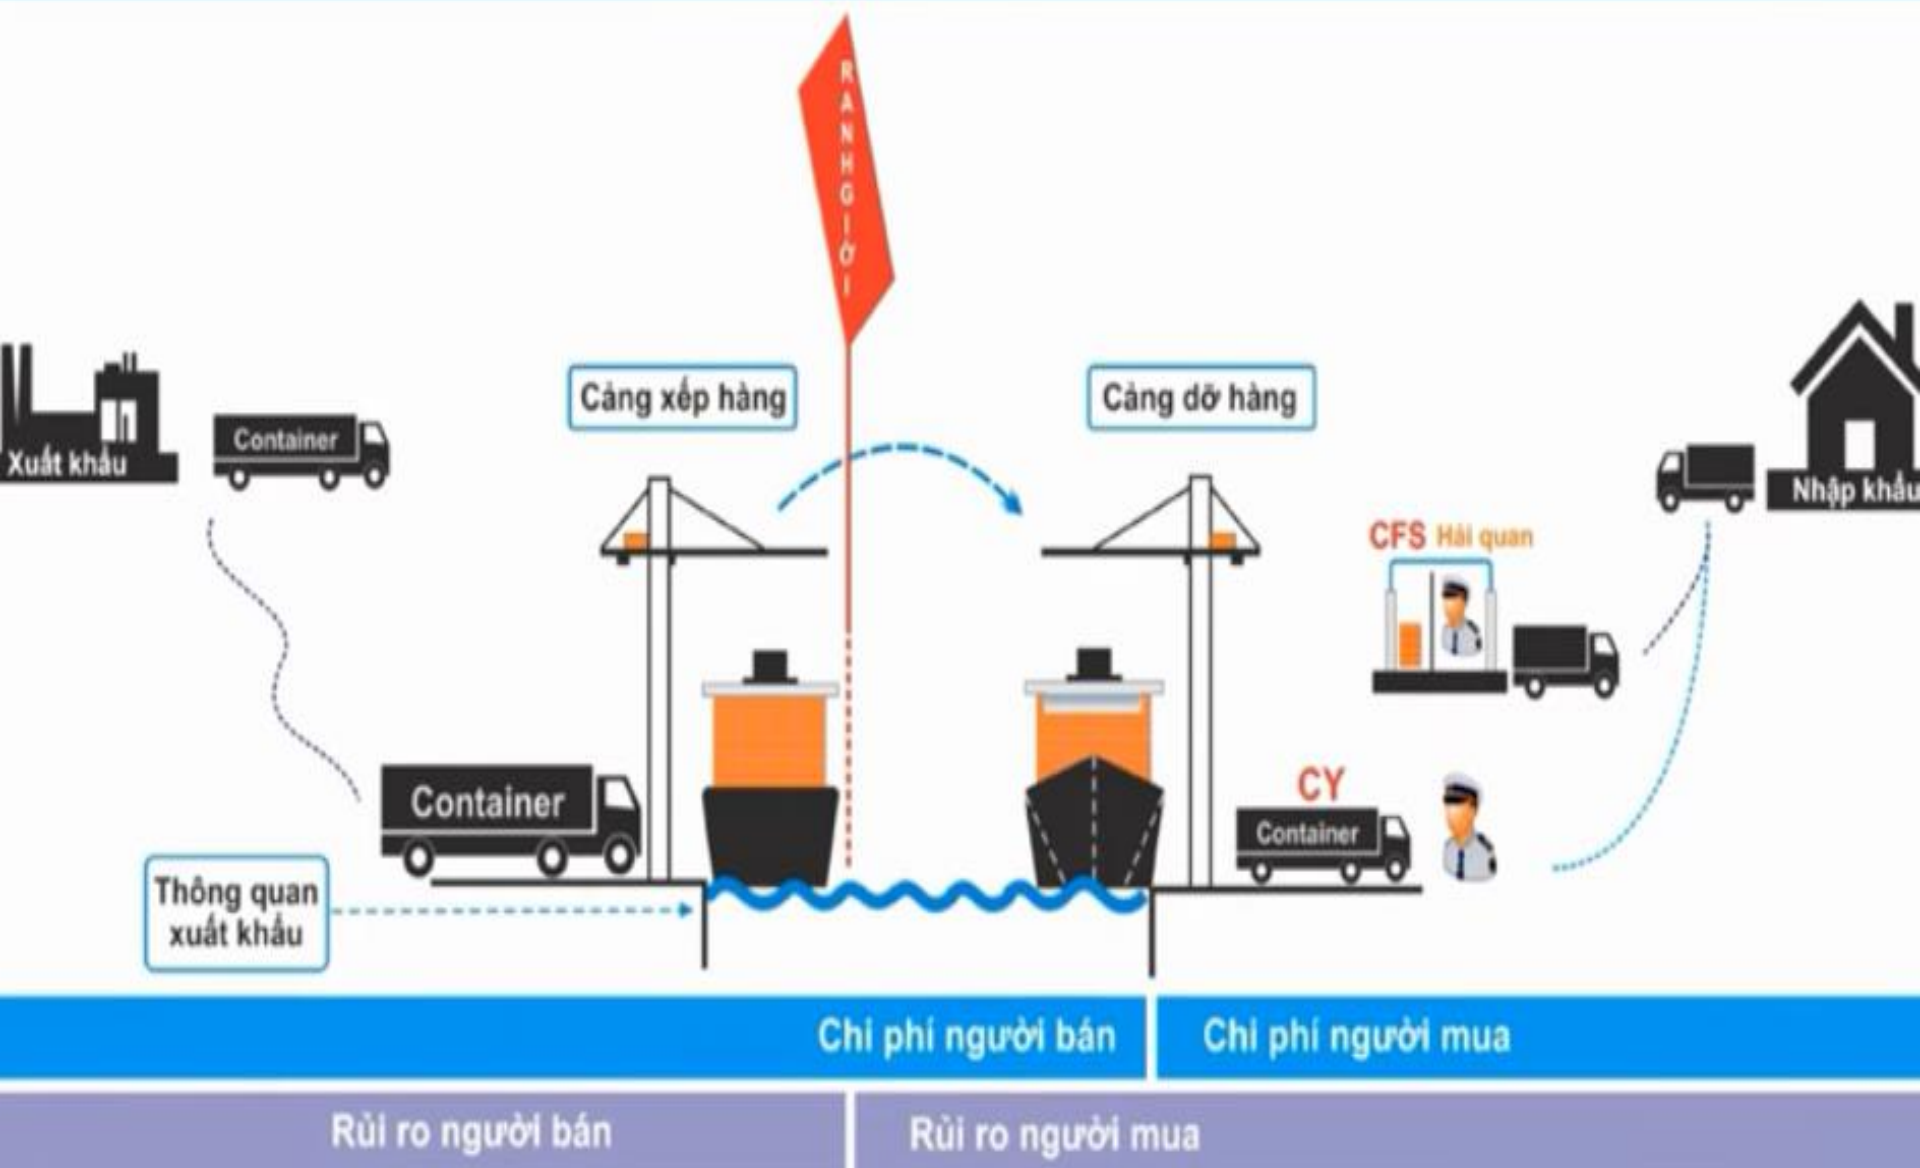 RANH GIỚI
Cảng xếp hàng
Cảng dỡ hàng
Xuất khẩu
Container
Nhập khẩu
CFS Hải quan
Container
CY
Container
Thông quan
xuất khẩu
Chi phí người bán
Chi phí người mua
Rủi ro người bán
Rủi ro người mua